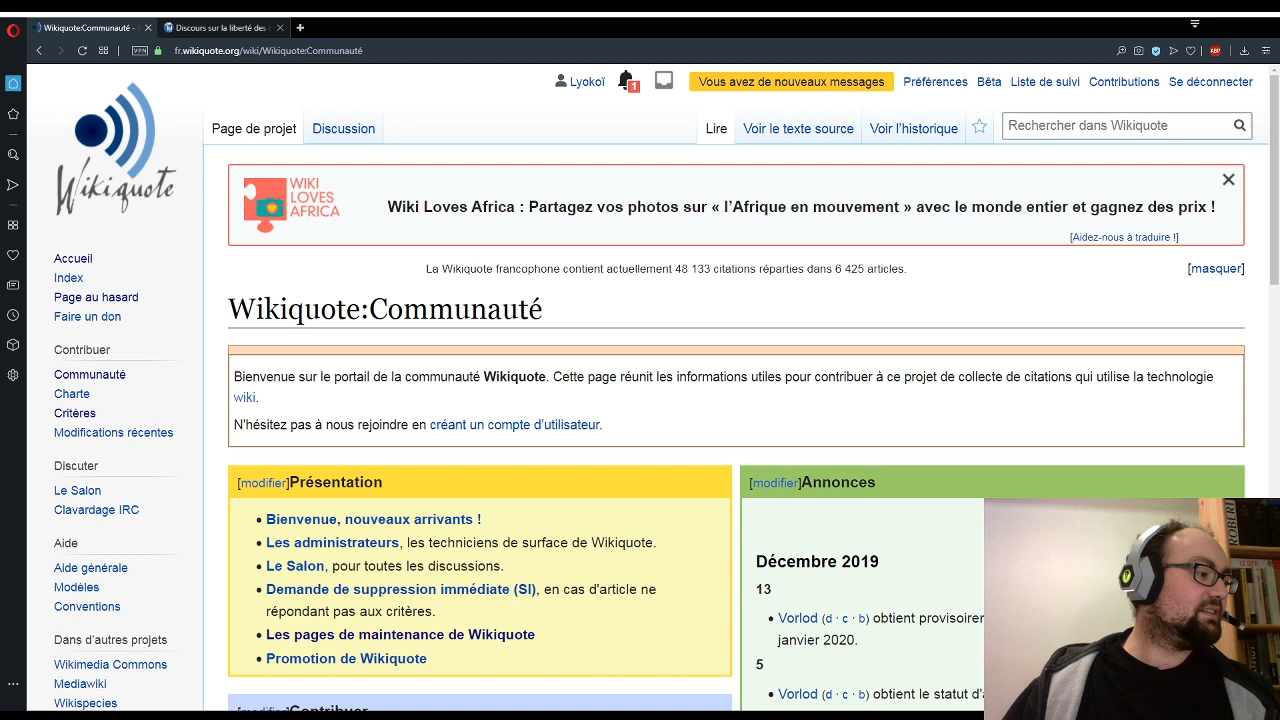 Wikiquote:Communauté –
Discours sur la liberté des
VPN
fr.wikiquote.org/wiki/Wikiquote:Communauté
ABP
Lyokoï
1
Vous avez de nouveaux messages
Préférences
Bêta
Liste de suivi
Contributions
Se déconnecter
Wikiquote
Page de projet
Discussion
Lire
Voir le texte source
Voir l'historique
Rechercher dans Wikiquote
WIKI
LOVES
AFRICA
Wiki Loves Africa : Partagez vos photos sur « l'Afrique en mouvement » avec le monde entier et gagnez des prix !
[Aidez-nous à traduire !]
La Wikiquote francophone contient actuellement 48 133 citations réparties dans 6 425 articles.
[masquer]
Wikiquote:Communauté
Bienvenue sur le portail de la communauté Wikiquote. Cette page réunit les informations utiles pour contribuer à ce projet de collecte de citations qui utilise la technologie
wiki.
N'hésitez pas à nous rejoindre en créant un compte d'utilisateur.
Accueil
Index
Page au hasard
Faire un don
Contribuer
Communauté
Charte
Critères
Modifications récentes
Discuter
Le Salon
Clavardage IRC
Aide
Aide générale
Modèles
Conventions
Dans d'autres projets
Wikimedia Commons
Mediawiki
Wikispecies
[modifier]Présentation
• Bienvenue, nouveaux arrivants !
• Les administrateurs, les techniciens de surface de Wikiquote.
• Le Salon, pour toutes les discussions.
• Demande de suppression immédiate (SI), en cas d'article ne
répondant pas aux critères.
• Les pages de maintenance de Wikiquote
• Promotion de Wikiquote
[modifier]Contribuer
[modifier]Annonces
Décembre 2019
13
• Vorlod (d · c · b) obtient provisoirer
janvier 2020.
5
• Vorlod (d · c · b) obtient le statut d'a
ROBERT